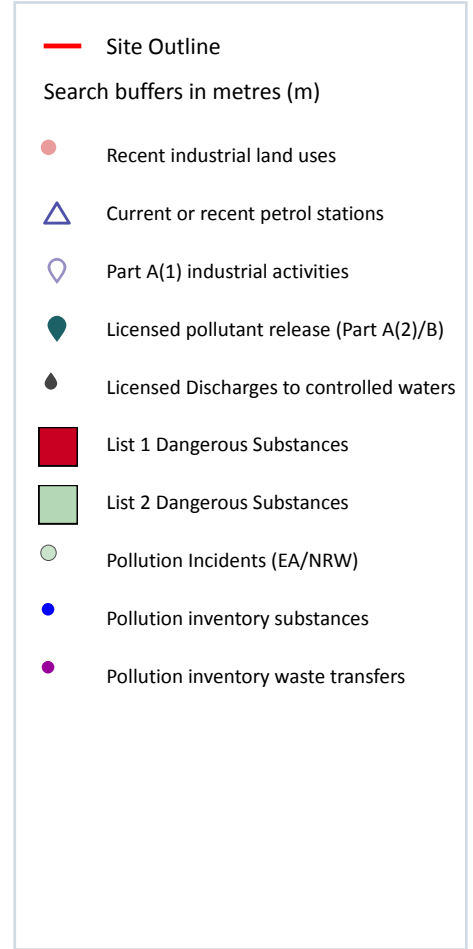 Site Outline
Search buffers in metres (m)
Recent industrial land uses
Current or recent petrol stations
Part A(1) industrial activities
Licensed pollutant release (Part A(2)/B)
Licensed Discharges to controlled waters
List 1 Dangerous Substances
List 2 Dangerous Substances
Pollution Incidents (EA/NRW)
Pollution inventory substances
Pollution inventory waste transfers